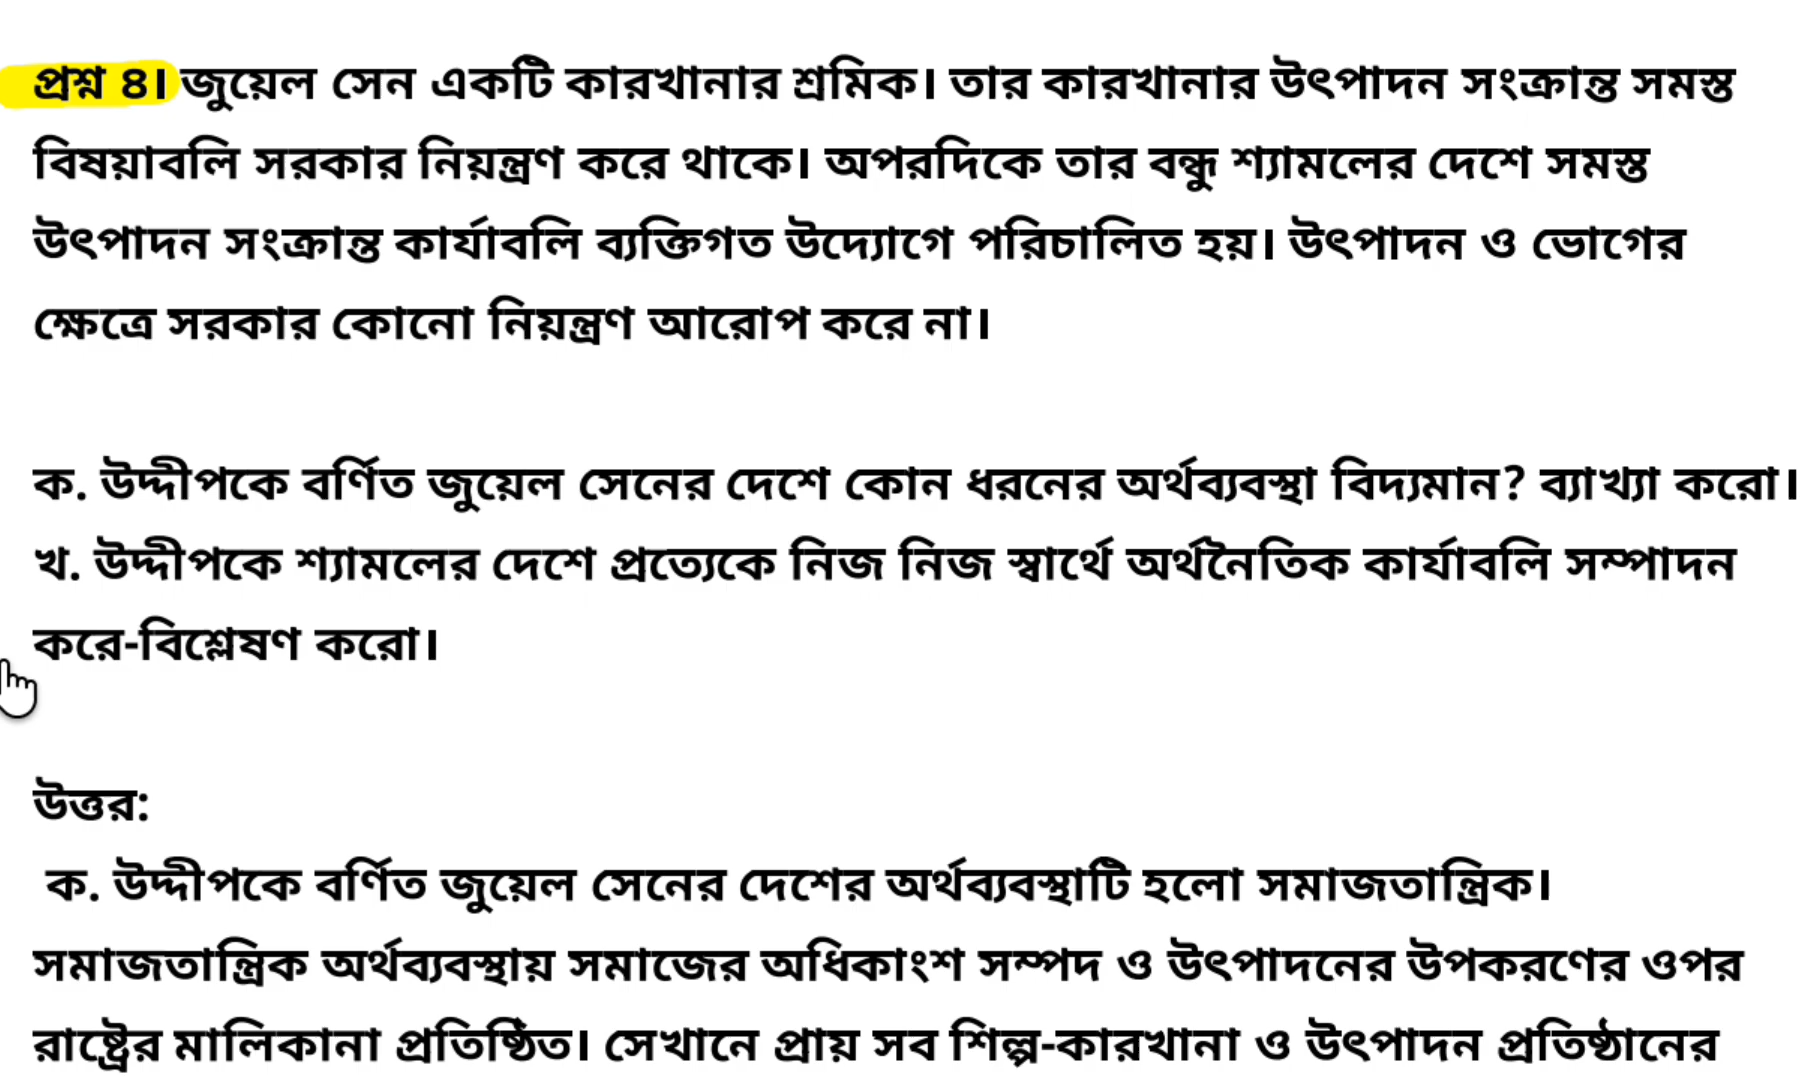 প্রশ্ন ৪। জুয়েল সেন একটি কারখানার শ্রমিক। তার কারখানার উৎপাদন সংক্রান্ত সমস্ত
বিষয়াবলি সরকার নিয়ন্ত্রণ করে থাকে। অপরদিকে তার বন্ধু শ্যামলের দেশে সমস্ত
উৎপাদন সংক্রান্ত কার্যাবলি ব্যক্তিগত উদ্যোগে পরিচালিত হয়। উৎপাদন ও ভোগের
ক্ষেত্রে সরকার কোনো নিয়ন্ত্রণ আরোপ করে না।
ক. উদ্দীপকে বর্ণিত জুয়েল সেনের দেশে কোন ধরনের অর্থব্যবস্থা বিদ্যমান? ব্যাখ্যা করো।
খ. উদ্দীপকে শ্যামলের দেশে প্রত্যেকে নিজ নিজ স্বার্থে অর্থনৈতিক কার্যাবলি সম্পাদন
করে-বিশ্লেষণ করো।
উত্তর:
ক. উদ্দীপকে বর্ণিত জুয়েল সেনের দেশের অর্থব্যবস্থাটি হলো সমাজতান্ত্রিক।
সমাজতান্ত্রিক অর্থব্যবস্থায় সমাজের অধিকাংশ সম্পদ ও উৎপাদনের উপকরণের ওপর
রাষ্ট্রের মালিকানা প্রতিষ্ঠিত। সেখানে প্রায় সব শিল্প-কারখানা ও উৎপাদন প্রতিষ্ঠানের